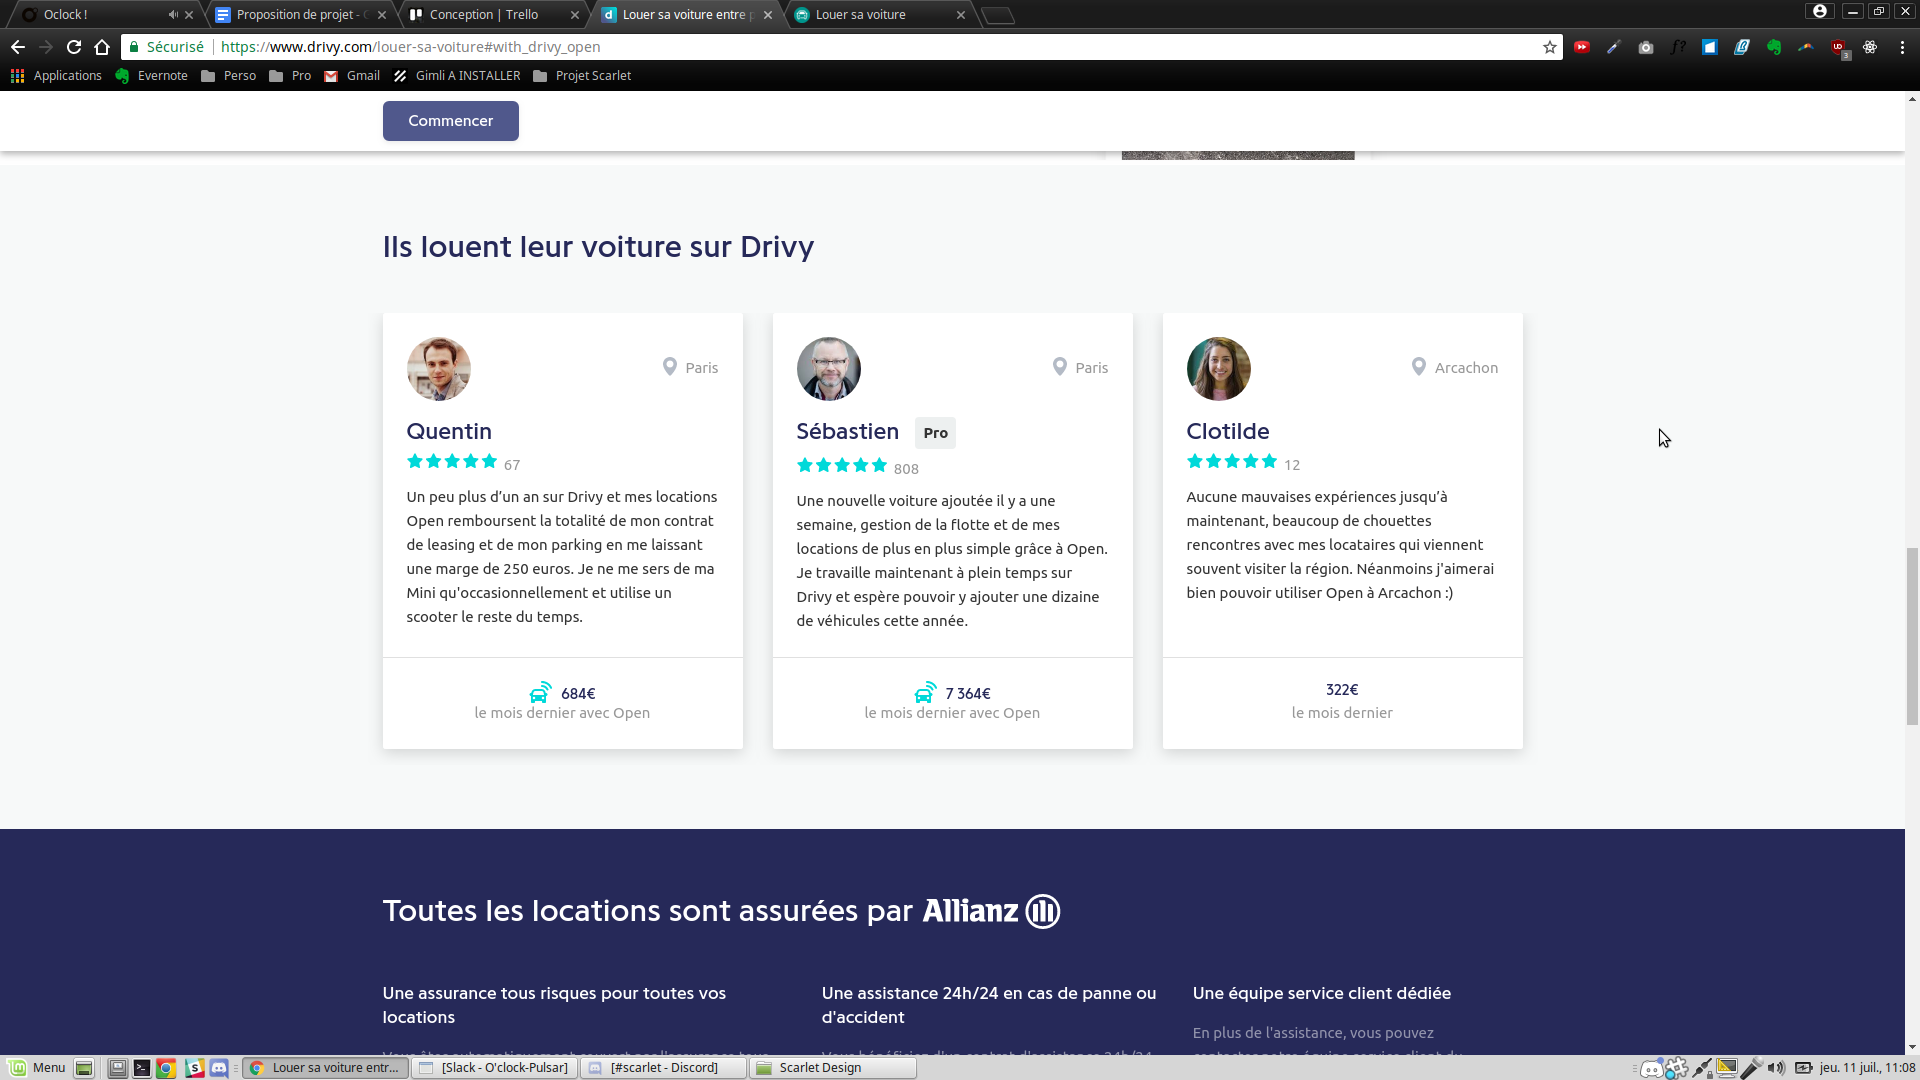 Oclock !
Proposition de projet -
Conception | Trello
Louer sa voiture entre
Louer sa voiture
Sécurisé
https://www.drivy.com/louer-sa-voiture#with_drivy_open
Applications
Evernote
Perso
Pro
Gmail
Gimli A INSTALLER
Projet Scarlet
Commencer
Ils louent leur voiture sur Drivy
Paris
Quentin
67
Un peu plus d’un an sur Drivy et mes locations
Open remboursent la totalité de mon contrat
de leasing et de mon parking en me laissant
une marge de 250 euros. Je ne me sers de ma
Mini qu'occasionnellement et utilise un
scooter le reste du temps.
684€
le mois dernier avec Open
Paris
Sébastien
Pro
808
Une nouvelle voiture ajoutée il y a une
semaine, gestion de la flotte et de mes
locations de plus en plus simple grâce à Open.
Je travaille maintenant à plein temps sur
Drivy et espère pouvoir y ajouter une dizaine
de véhicules cette année.
7 364€
le mois dernier avec Open
Arcachon
Clotilde
12
Aucune mauvaises expériences jusqu’à
maintenant, beaucoup de chouettes
rencontres avec mes locataires qui viennent
souvent visiter la région. Néanmoins j'aimerai
bien pouvoir utiliser Open à Arcachon :)
322€
le mois dernier
Toutes les locations sont assurées par Allianz
Une assurance tous risques pour toutes vos
locations
Une assistance 24h/24 en cas de panne ou
d'accident
Une équipe service client dédiée
En plus de l'assistance, vous pouvez
Menu
Louer sa voiture entr...
[Slack - O'clock-Pulsar]
[#scarlet - Discord]
Scarlet Design
jeu. 11 juil., 11:08